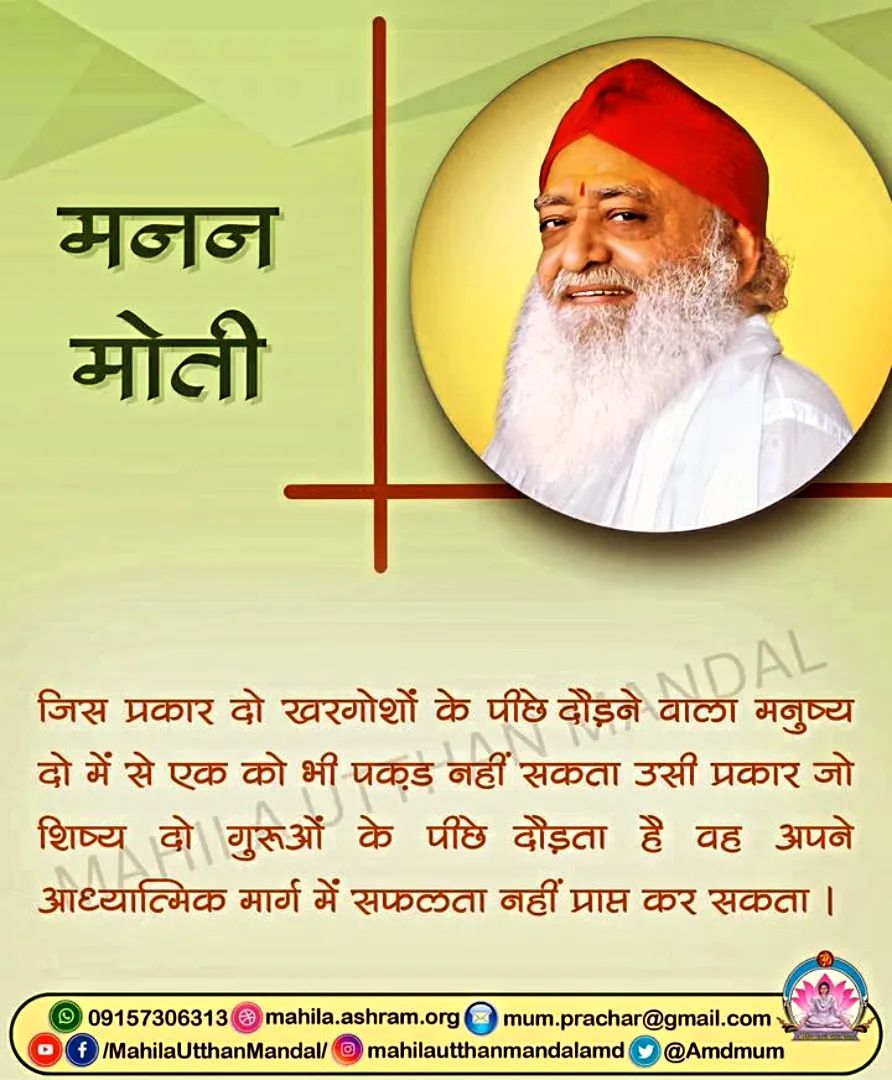 मनन
मोती
जिस प्रकार दो खरगोशों के पीछे दौड़ने वाला मनुष्य
दो में से एक को भी पकड़ नहीं सकता उसी प्रकार जो
शिष्य दो गुरूओं के पीछे दौड़ता है वह अपने
आध्यात्मिक मार्ग में सफलता नहीं प्राप्त कर सकता ।
MAHILA UTTHAN MANDAL
09157306313 mahila.ashram.org mum.prachar@gmail.com
/MahilaUtthanMandal/ mahilautthanmandalamd @Amdmum